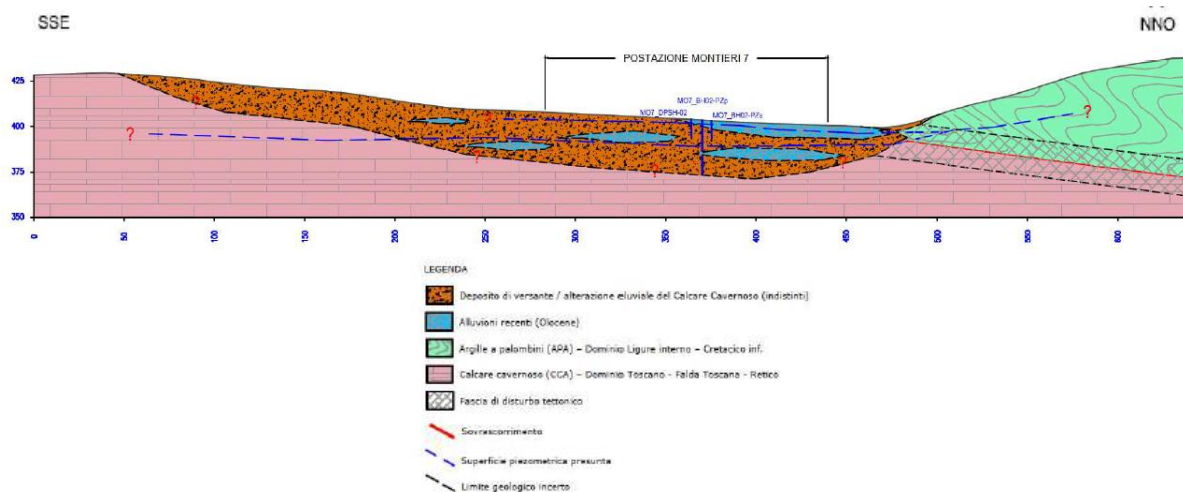 SSE
NNO
POSTAZIONE MONTIERI 7
MO7_BH02-PZp
MO7_DPSH-02
MO7_BH02-PZs
425
400
375
350
?
?
?
?
?
?
?
0
50
100
150
200
250
300
350
400
450
500
550
600
LEGENDA
Deposito di versante / alterazione eluviale del Calcare Cavernoso (indistinti)
Alluvioni recenti (Olocene)
Argille a palombini (APA) – Dominio Ligure interno – Cretacico inf.
Calcare cavernoso (CCA) – Dominio Toscano - Falda Toscana - Retico
Fascia di disturbo tettonico
Sovrascorrimento
Superficie piezometrica presunta
Limite geologico incerto